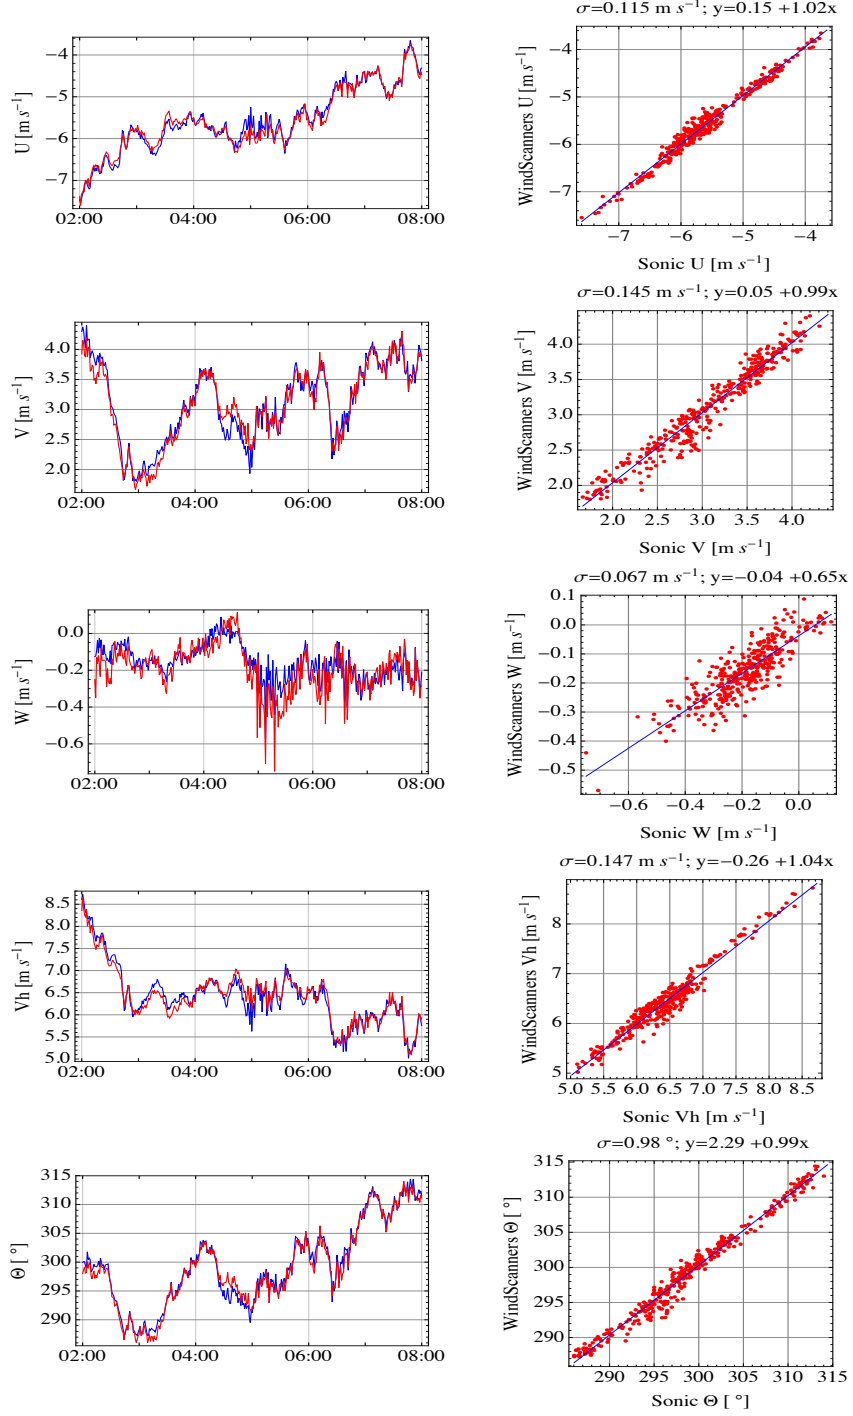 σ=0.115 m s⁻¹; y=0.15 +1.02x
U [m s⁻¹]
−4
−5
−6
−7
02:00 04:00 06:00 08:00
WindScanners U [m s⁻¹]
−4
−5
−6
−7
−7 −6 −5 −4
Sonic U [m s⁻¹]
σ=0.145 m s⁻¹; y=0.05 +0.99x
V [m s⁻¹]
4.0
3.5
3.0
2.5
2.0
02:00 04:00 06:00 08:00
WindScanners V [m s⁻¹]
4.0
3.5
3.0
2.5
2.0
2.0 2.5 3.0 3.5 4.0
Sonic V [m s⁻¹]
σ=0.067 m s⁻¹; y=−0.04 +0.65x
W [m s⁻¹]
0.0
−0.2
−0.4
−0.6
02:00 04:00 06:00 08:00
WindScanners W [m s⁻¹]
0.1
0.0
−0.1
−0.2
−0.3
−0.4
−0.5
−0.6 −0.4 −0.2 0.0
Sonic W [m s⁻¹]
σ=0.147 m s⁻¹; y=−0.26 +1.04x
Vh [m s⁻¹]
8.5
8.0
7.5
7.0
6.5
6.0
5.5
5.0
02:00 04:00 06:00 08:00
WindScanners Vh [m s⁻¹]
8
7
6
5
5.0 5.5 6.0 6.5 7.0 7.5 8.0 8.5
Sonic Vh [m s⁻¹]
σ=0.98 °; y=2.29 +0.99x
Θ [ °]
315
310
305
300
295
290
02:00 04:00 06:00 08:00
WindScanners Θ [ °]
315
310
305
300
295
290
290 295 300 305 310 315
Sonic Θ [ °]